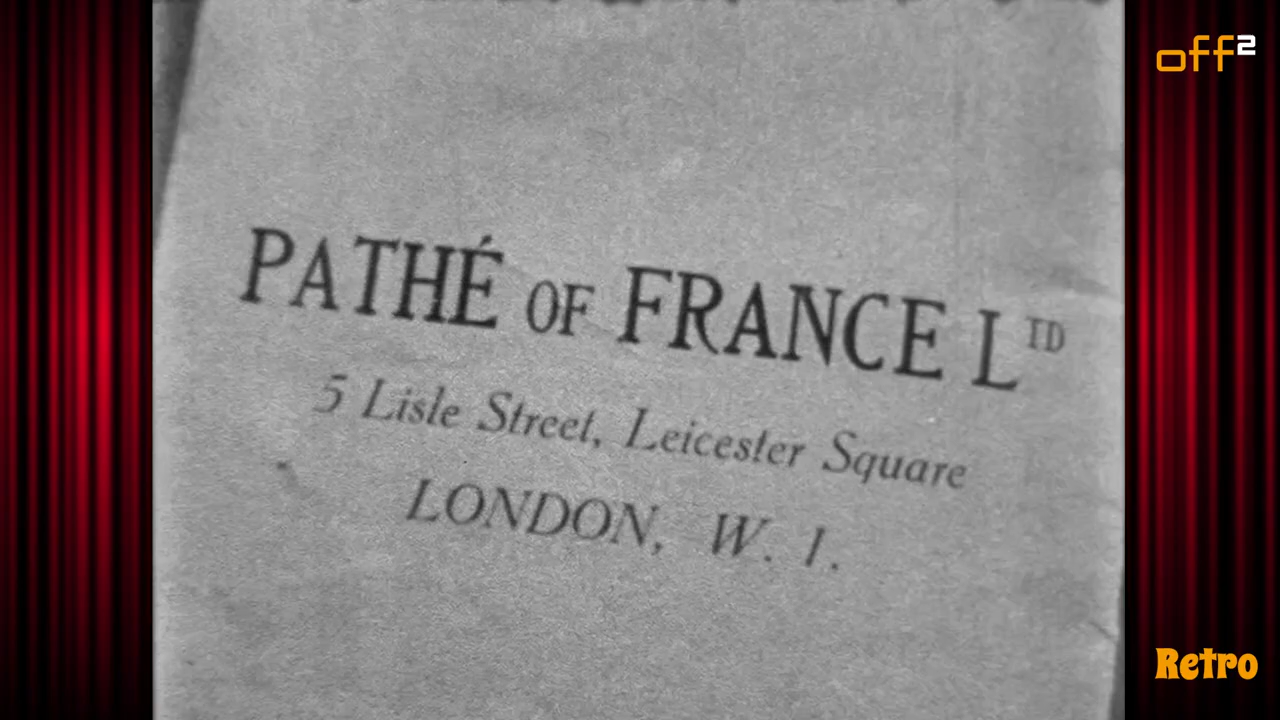 off²
PATHÉ OF FRANCE LTD
5 Lisle Street, Leicester Square
LONDON, W. 1.
Retro